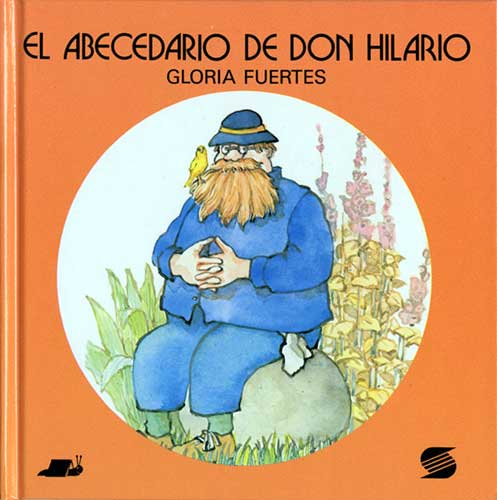 EL ABECEDARIO DE DON HILARIO
GLORIA FUERTES